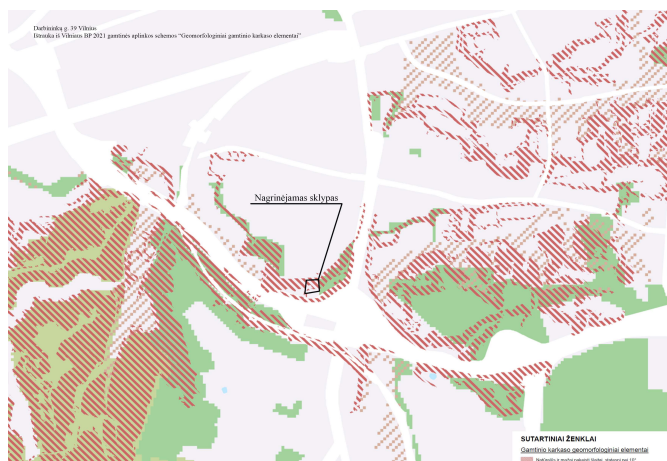 Darbininkų g. 39 Vilnius
Ištrauka iš Vilniaus BP 2021 gamtinės aplinkos schemos "Geomorfologiniai gamtinio karkaso elementai"
Nagrinėjamas sklypas
SUTARTINIAI ŽENKLAI
Gamtinio karkaso geomorfologiniai elementai